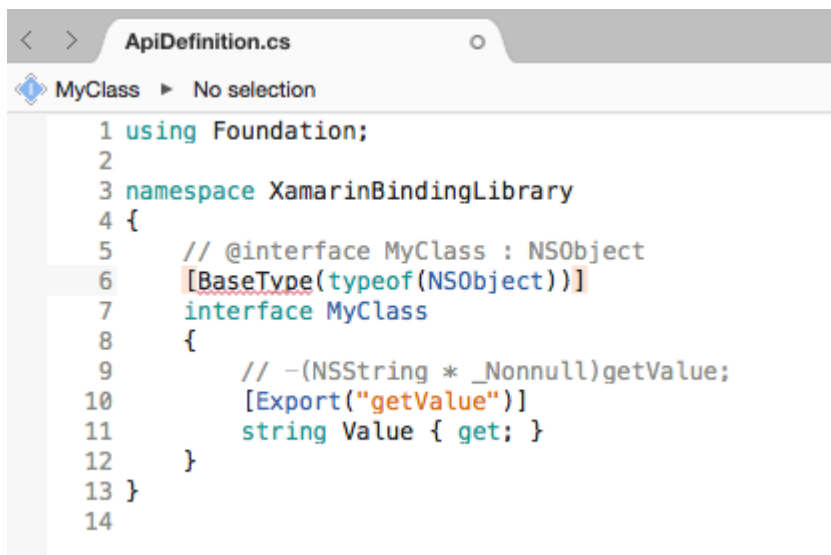 ApiDefinition.cs
MyClass ▶ No selection
1 using Foundation;
2
3 namespace XamarinBindingLibrary
4 {
5     // @interface MyClass : NSObject
6     [BaseType(typeof(NSObject))]
7     interface MyClass
8     {
9         // -(NSString * _Nonnull)getValue;
10         [Export("getValue")]
11         string Value { get; }
12     }
13 }
14